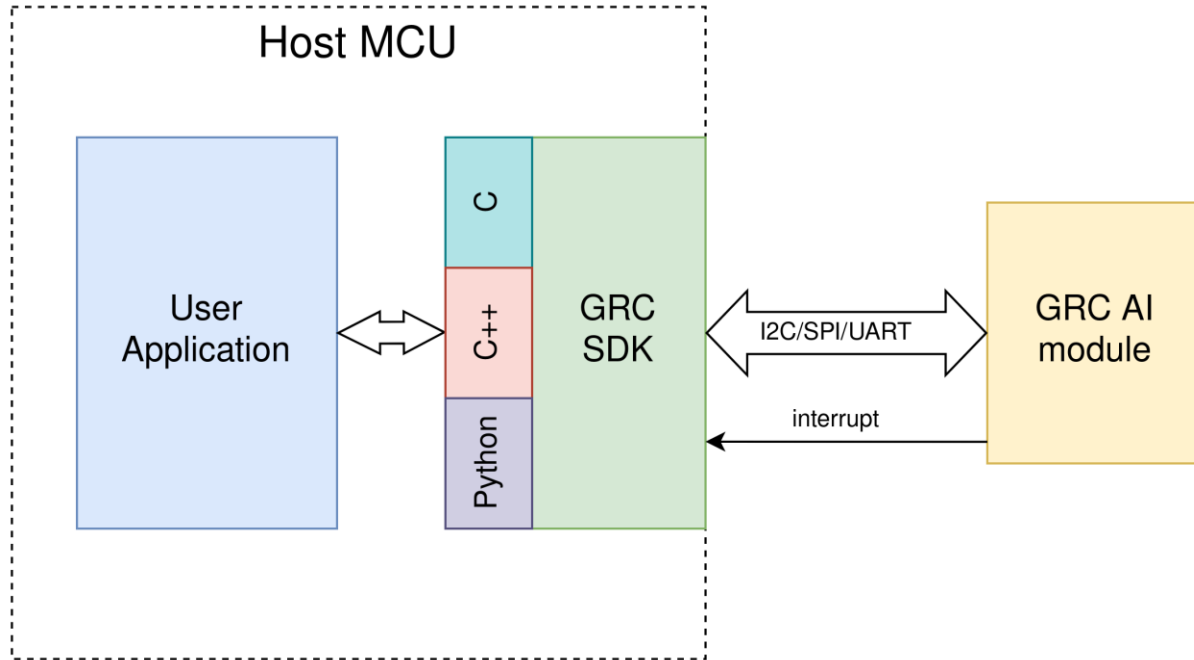 Host MCU
User
Application
C
C++
Python
GRC
SDK
I2C/SPI/UART
interrupt
GRC AI
module